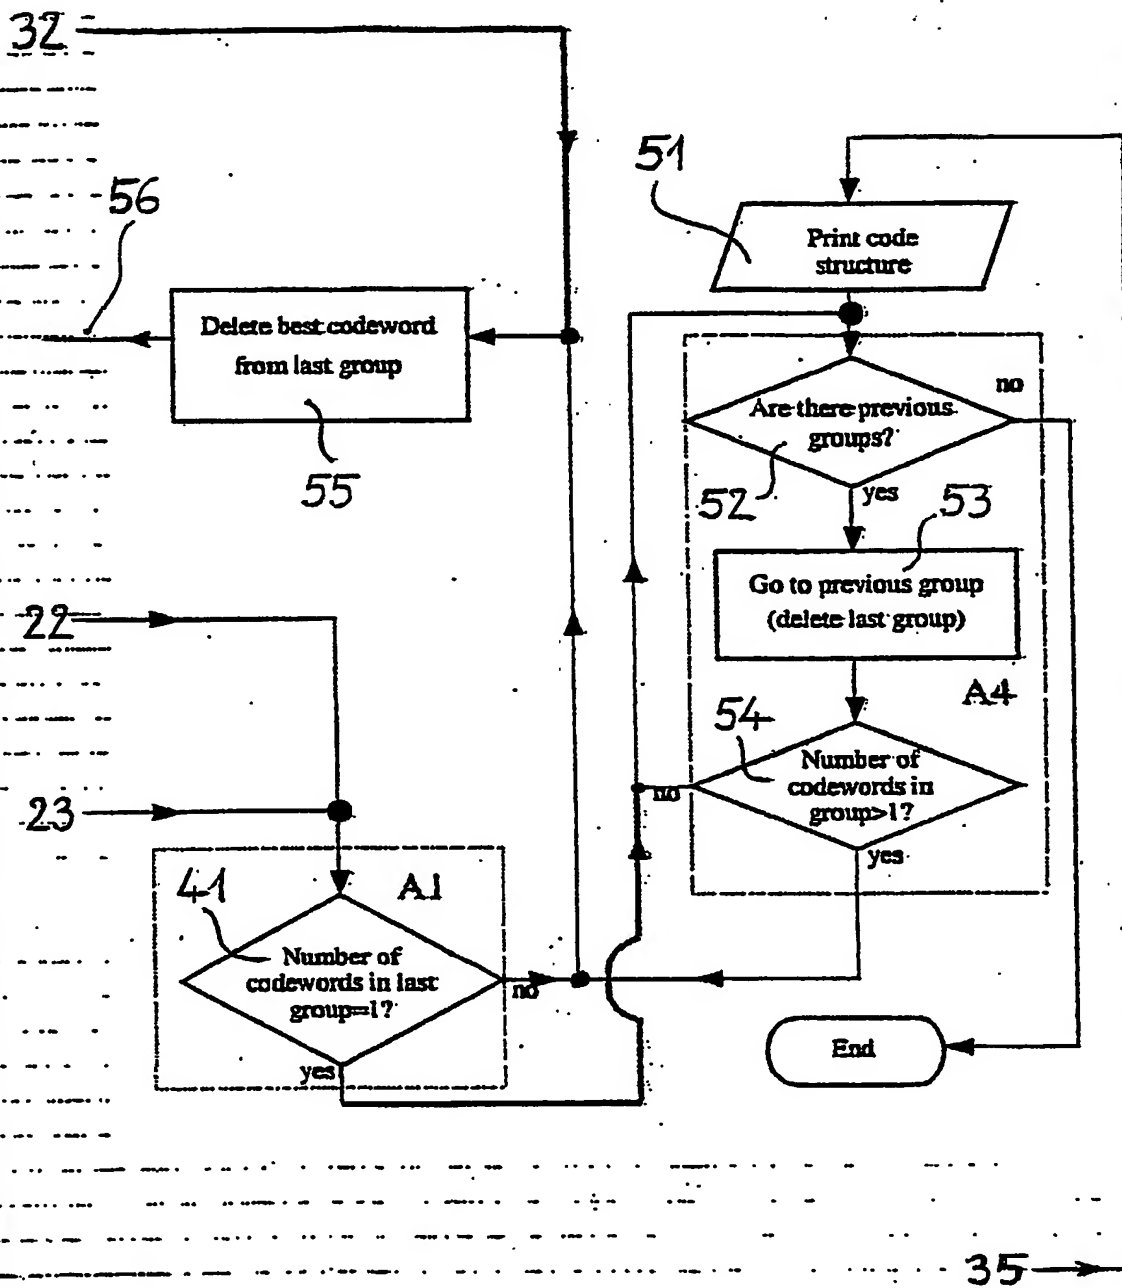 32
51
56
Print code
structure
Delete best codeword
from last group
no
Are there previous
groups?
52
yes
53
55
Go to previous group
(delete last group)
22
A4
54
Number of
codewords in
group>1?
no
yes
23
41
A1
Number of
codewords in last
group=1?
no
yes
End
35